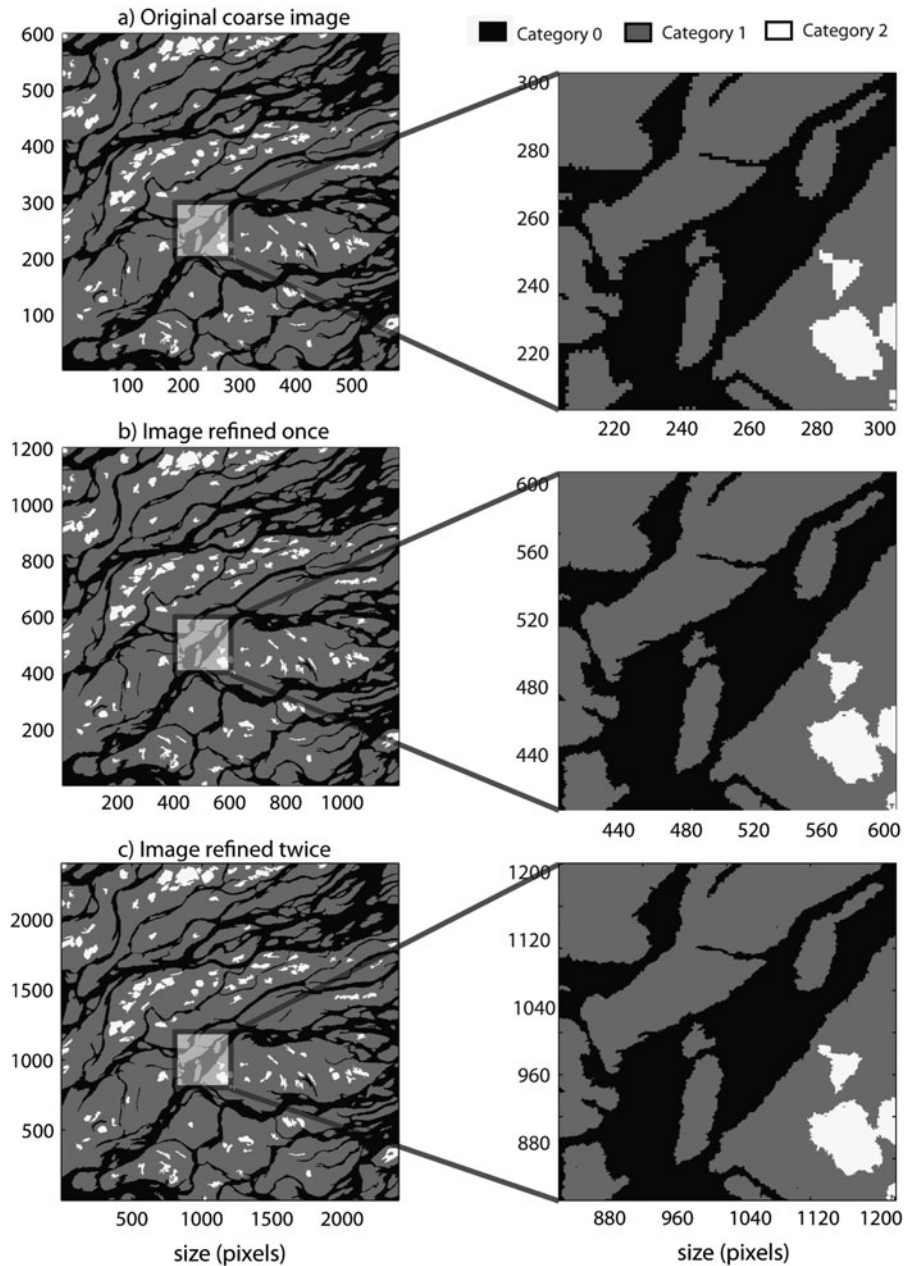 a) Original coarse image
Category 0 Category 1 Category 2
600
500
400
300
200
100
100 200 300 400 500
300
280
260
240
220
220 240 260 280 300
b) Image refined once
1200
1000
800
600
400
200
200 400 600 800 1000
600
560
520
480
440
440 480 520 560 600
c) Image refined twice
2000
1500
1000
500
500 1000 1500 2000
size (pixels)
1200
1120
1040
960
880
880 960 1040 1120 1200
size (pixels)